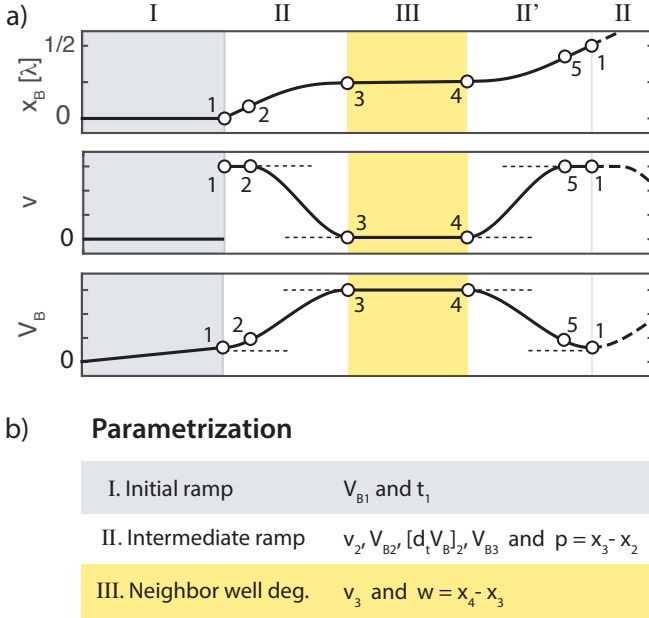 a) I II III II' II
1/2
x_B [λ]
0
1 2 3 4 5 1
v
0
1 2 3 4 5 1
V_B
0
1 2 3 4 5 1
b) Parametrization
I. Initial ramp V_B1 and t_1
II. Intermediate ramp v_2, V_B2, [d_t V_B]_2, V_B3 and p = x_3 - x_2
III. Neighbor well deg. v_3 and w = x_4 - x_3